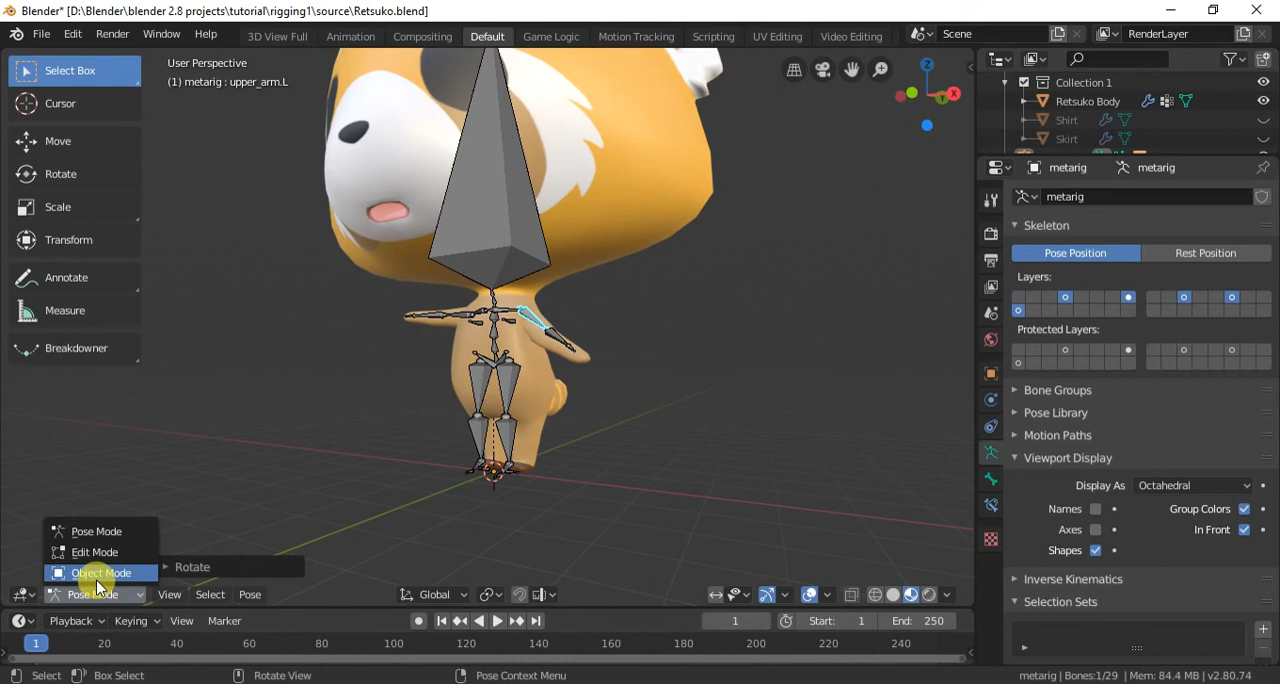 Blender* [D:\Blender\blender 2.8 projects\tutorial\rigging1\source\Retsuko.blend]
File Edit Render Window Help 3D View Full Animation Compositing Default Game Logic Motion Tracking Scripting UV Editing Video Editing Scene RenderLayer
Select Box
Cursor
Move
Rotate
Scale
Transform
Annotate
Measure
Breakdowner
User Perspective
(1) metarig : upper_arm.L
Z
X
Y
Collection 1
Retsuko Body
Shirt
Skirt
metarig metarig
metarig
Skeleton
Pose Position Rest Position
Layers:
Protected Layers:
Bone Groups
Pose Library
Motion Paths
Viewport Display
Display As Octahedral
Names Group Colors
Axes In Front
Shapes
Inverse Kinematics
Selection Sets
Pose Mode
Edit Mode
Object Mode
Rotate
Pose Mode View Select Pose Global
Playback Keying View Marker 1 Start: 1 End: 250
1 20 40 60 80 100 120 140 160 180 200 220 240
Select Box Select Rotate View Pose Context Menu metarig | Bones:1/29 | Mem: 84.4 MB | v2.80.74